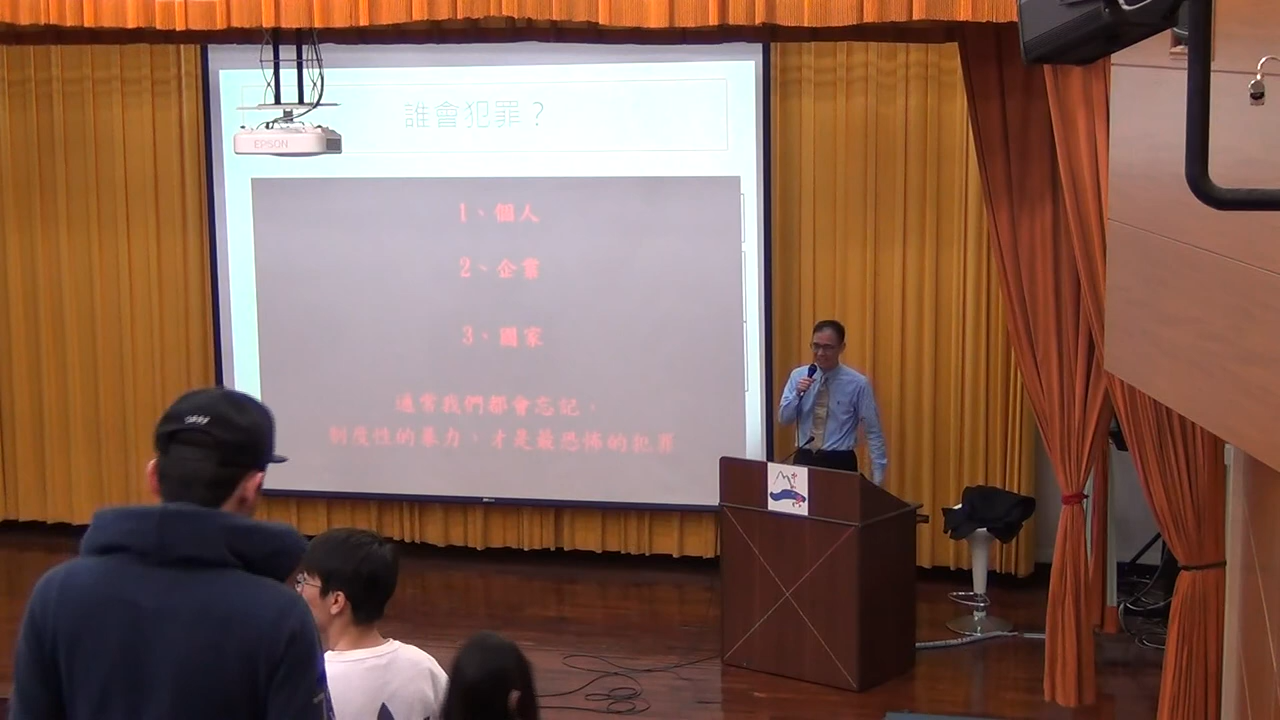 誰會犯罪？
EPSON
1、個人
2、企業
3、國家
通常我們都會忘記，
制度性的暴力，才是最恐怖的犯罪